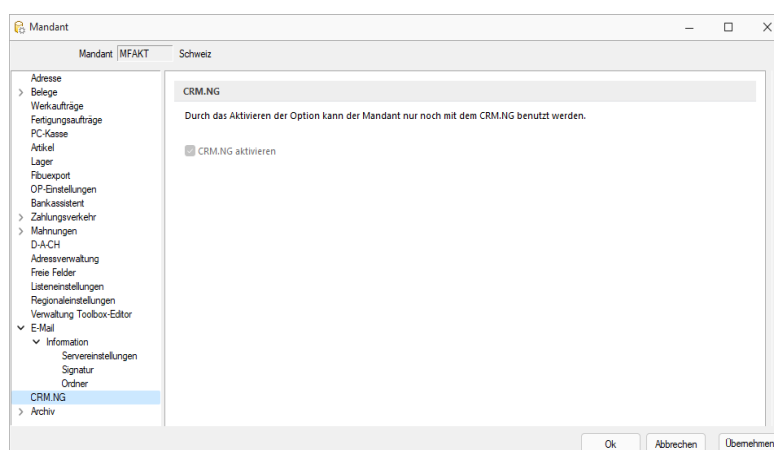 Mandant
Mandant MFAKT Schweiz
Adresse
Belege
Werkaufträge
Fertigungsaufträge
PC-Kasse
Artikel
Lager
Fibuexport
OP-Einstellungen
Bankassistent
Zahlungsverkehr
Mahnungen
D-A-CH
Adressverwaltung
Freie Felder
Listeneinstellungen
Regionaleinstellungen
Verwaltung Toolbox-Editor
E-Mail
Information
Servereinstellungen
Signatur
Ordner
CRM.NG
Archiv
CRM.NG
Durch das Aktivieren der Option kann der Mandant nur noch mit dem CRM.NG benutzt werden.
CRM.NG aktivieren
Ok Abbrechen Übernehmen